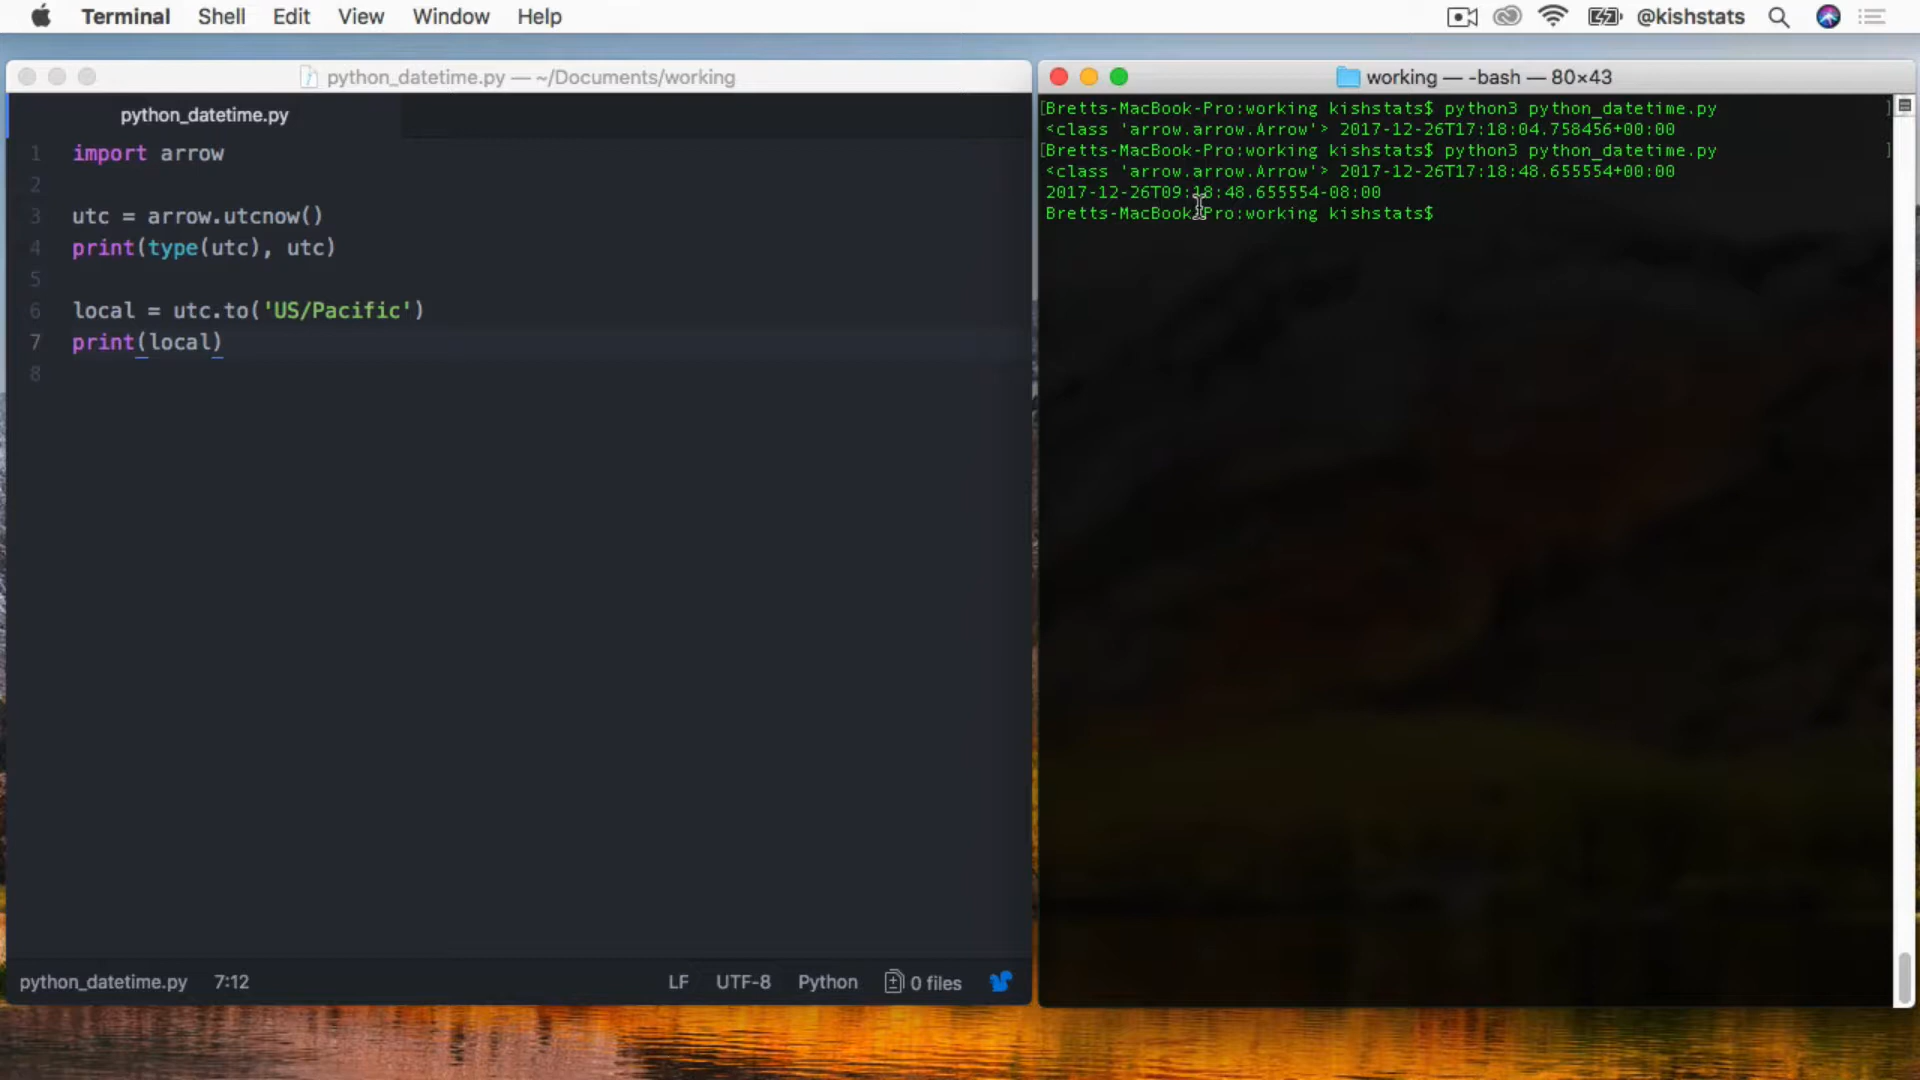 Terminal Shell Edit View Window Help @kishstats
python_datetime.py — ~/Documents/working
python_datetime.py
1 import arrow
2
3 utc = arrow.utcnow()
4 print(type(utc), utc)
5
6 local = utc.to('US/Pacific')
7 print(local)
8
python_datetime.py 7:12 LF UTF-8 Python 0 files
working — -bash — 80×43
[Bretts-MacBook-Pro:working kishstats$ python3 python_datetime.py ]
<class 'arrow.arrow.Arrow'> 2017-12-26T17:18:04.758456+00:00
[Bretts-MacBook-Pro:working kishstats$ python3 python_datetime.py ]
<class 'arrow.arrow.Arrow'> 2017-12-26T17:18:48.655554+00:00
2017-12-26T09:18:48.655554-08:00
Bretts-MacBook-Pro:working kishstats$